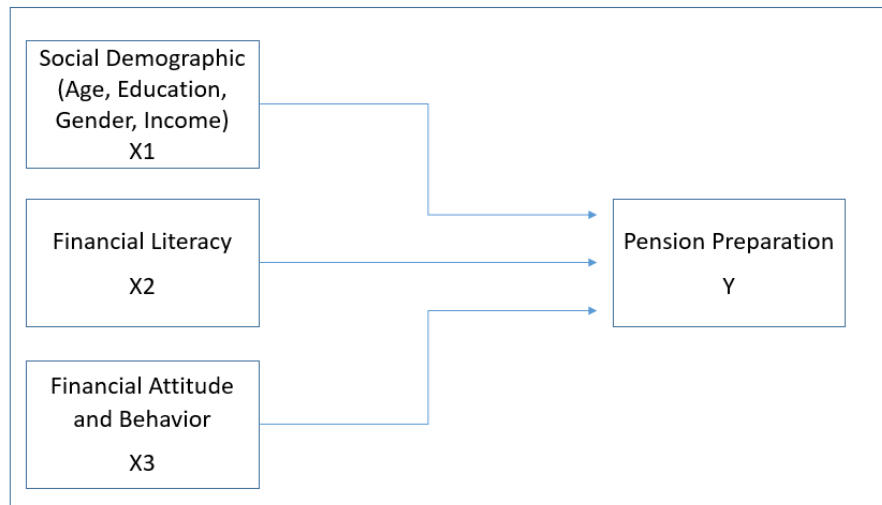 Social Demographic
(Age, Education,
Gender, Income)
X1
Financial Literacy
X2
Financial Attitude
and Behavior
X3
Pension Preparation
Y